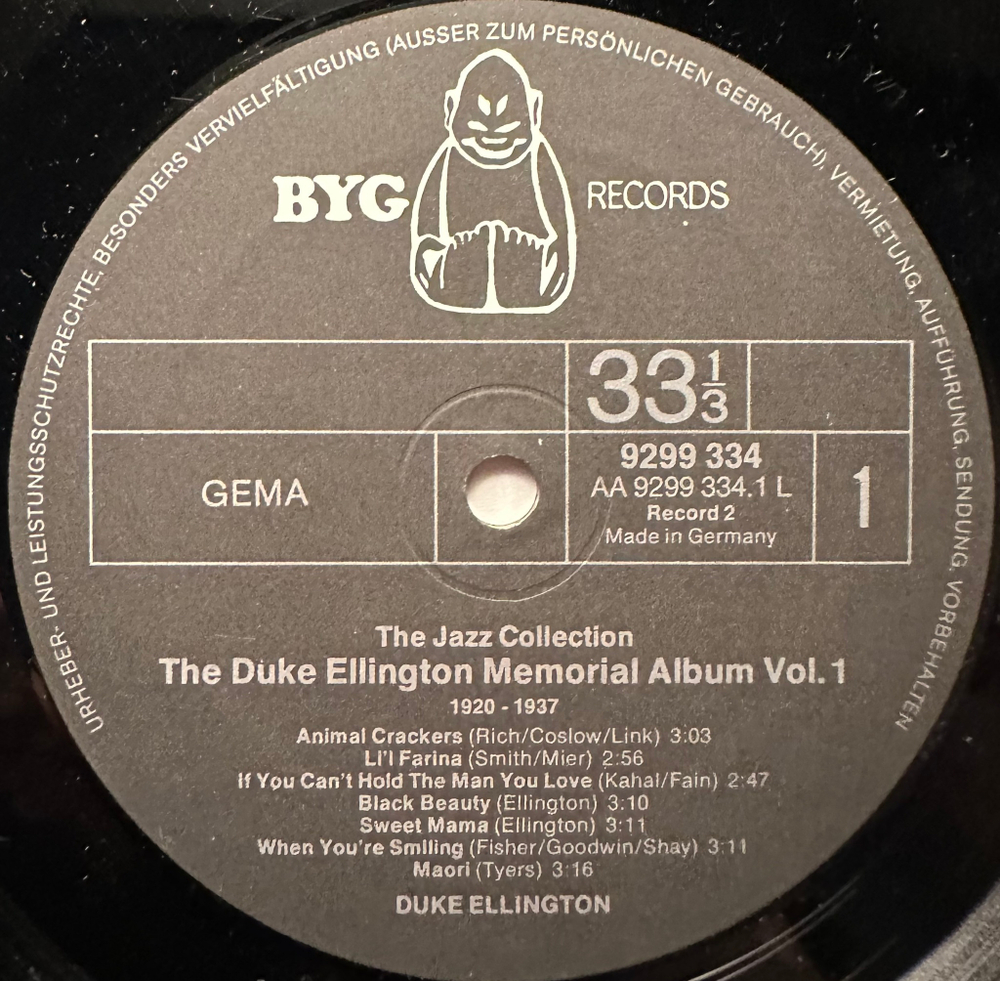 URHEBER- UND LEISTUNGSSCHUTZRECHTE, BESONDERS VERVIELFÄLTIGUNG (AUSSER ZUM PERSÖNLICHEN GEBRAUCH), VERMIETUNG, AUFFÜHRUNG, SENDUNG, VORBEHALTEN
BYG RECORDS
33 1/3
GEMA
9299 334
AA 9299 334.1 L
Record 2
Made in Germany
1
The Jazz Collection
The Duke Ellington Memorial Album Vol. 1
1920 - 1937
Animal Crackers (Rich/Coslow/Link) 3:03
Li'l Farina (Smith/Mier) 2:56
If You Can't Hold The Man You Love (Kahal/Fain) 2:47
Black Beauty (Ellington) 3:10
Sweet Mama (Ellington) 3:11
When You're Smiling (Fisher/Goodwin/Shay) 3:11
Maori (Tyers) 3:16
DUKE ELLINGTON